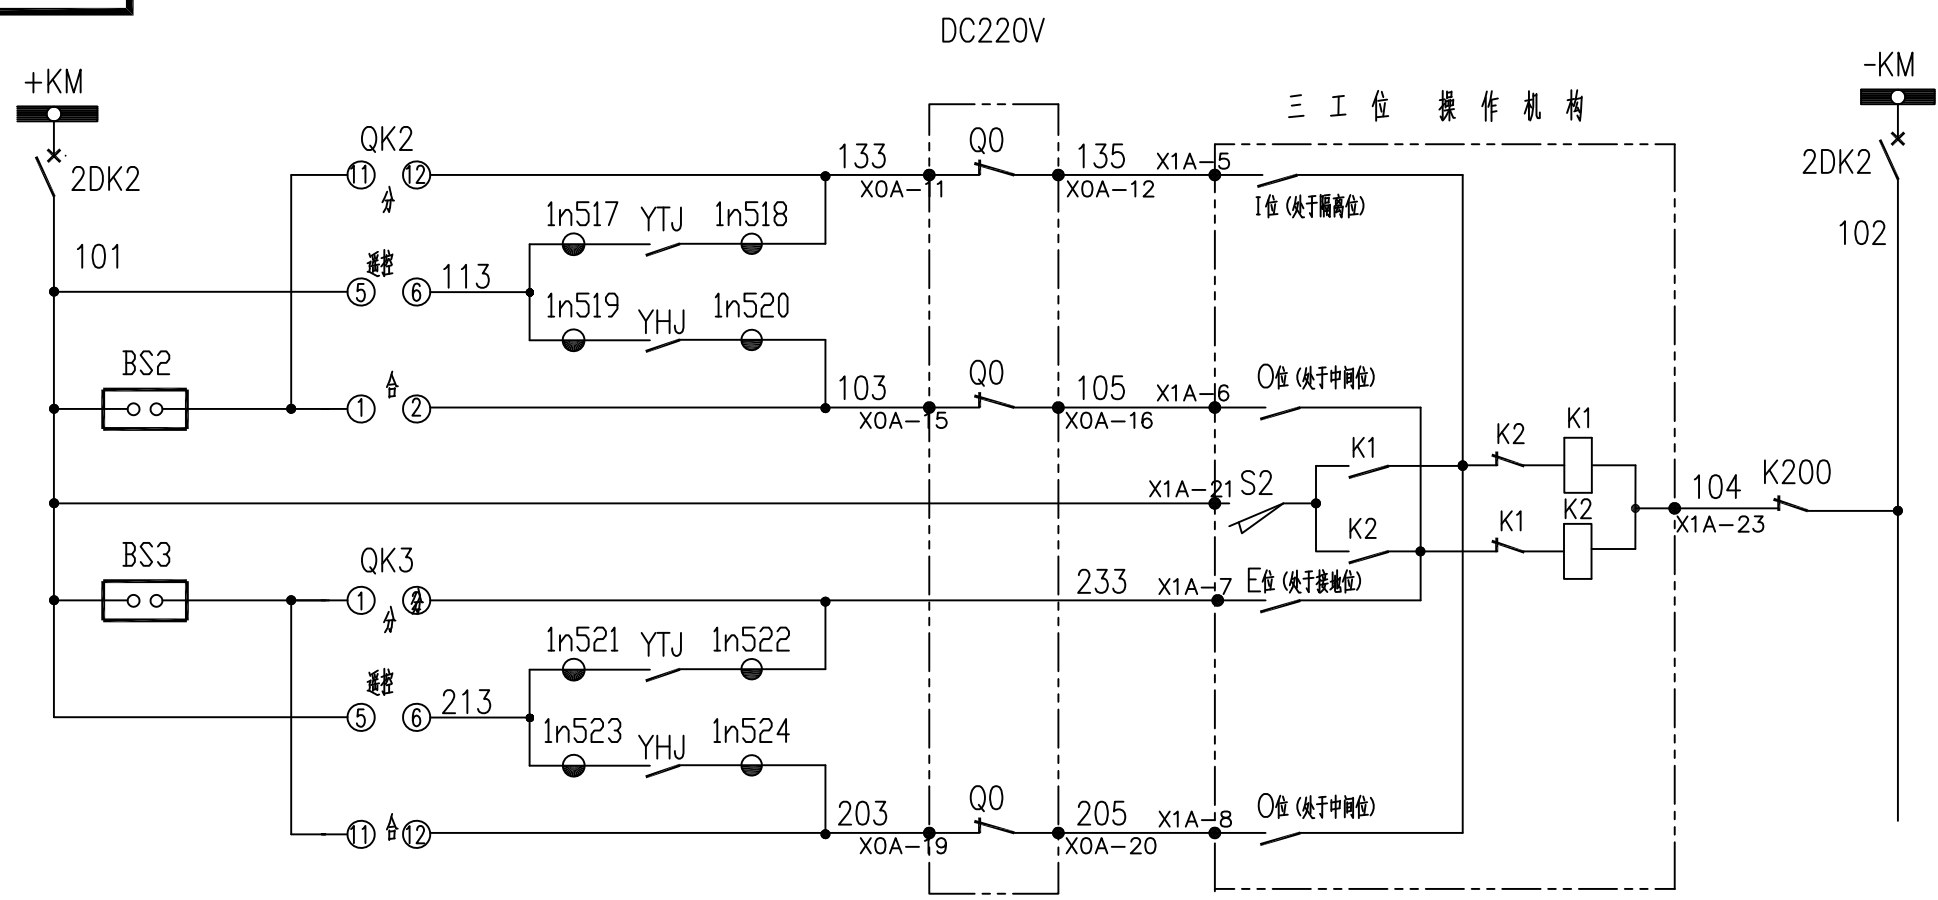 DC220V
+KM
-KM
三工位 操作机构
QK2
Q0
133
135
X1A-5
2DK2
2DK2
11
12
X0A-11
X0A-12
分
I位 (处于隔离位)
1n517
YTJ
1n518
101
102
遥控
5
6
113
1n519
YHJ
1n520
BS2
合
Q0
O位 (处于中间位)
1
2
103
105
X1A-6
X0A-15
X0A-16
K1
K2
K1
X1A-21
S2
104
K200
K2
K1
K2
X1A-23
BS3
QK3
233
X1A-7
E位 (处于接地位)
1
分
1n521
YTJ
1n522
遥控
5
6
213
1n523
YHJ
1n524
Q0
O位 (处于中间位)
11
合
12
203
205
X1A-8
X0A-19
X0A-20